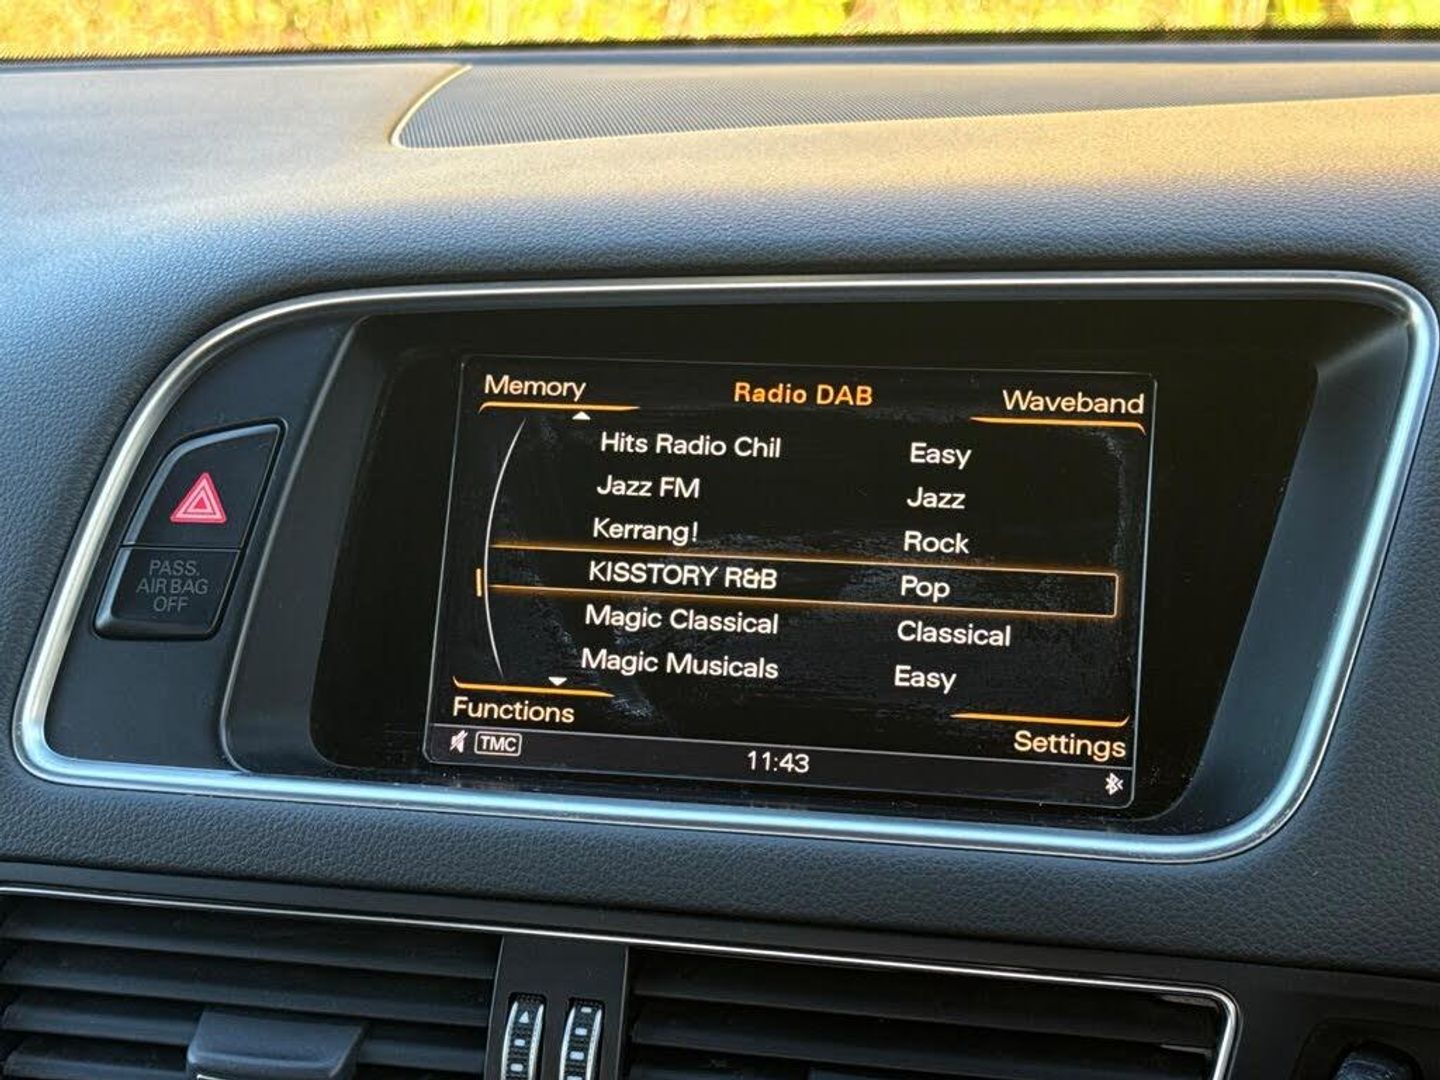 Memory Radio DAB Waveband
Hits Radio Chil Easy
Jazz FM Jazz
Kerrang! Rock
KISSTORY R&B Pop
Magic Classical Classical
Magic Musicals Easy
Functions Settings
TMC 11:43
PASS.
AIR BAG
OFF